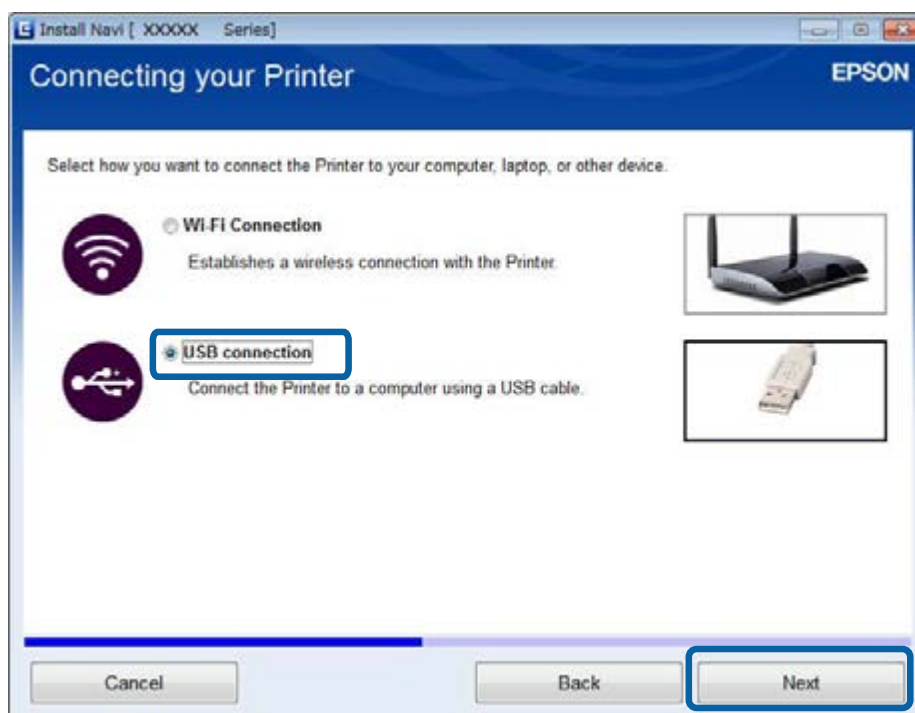 Install Navi [ XXXXX Series]
Connecting your Printer
EPSON
Select how you want to connect the Printer to your computer, laptop, or other device.
Wi-Fi Connection
Establishes a wireless connection with the Printer.
USB connection
Connect the Printer to a computer using a USB cable.
Cancel
Back
Next